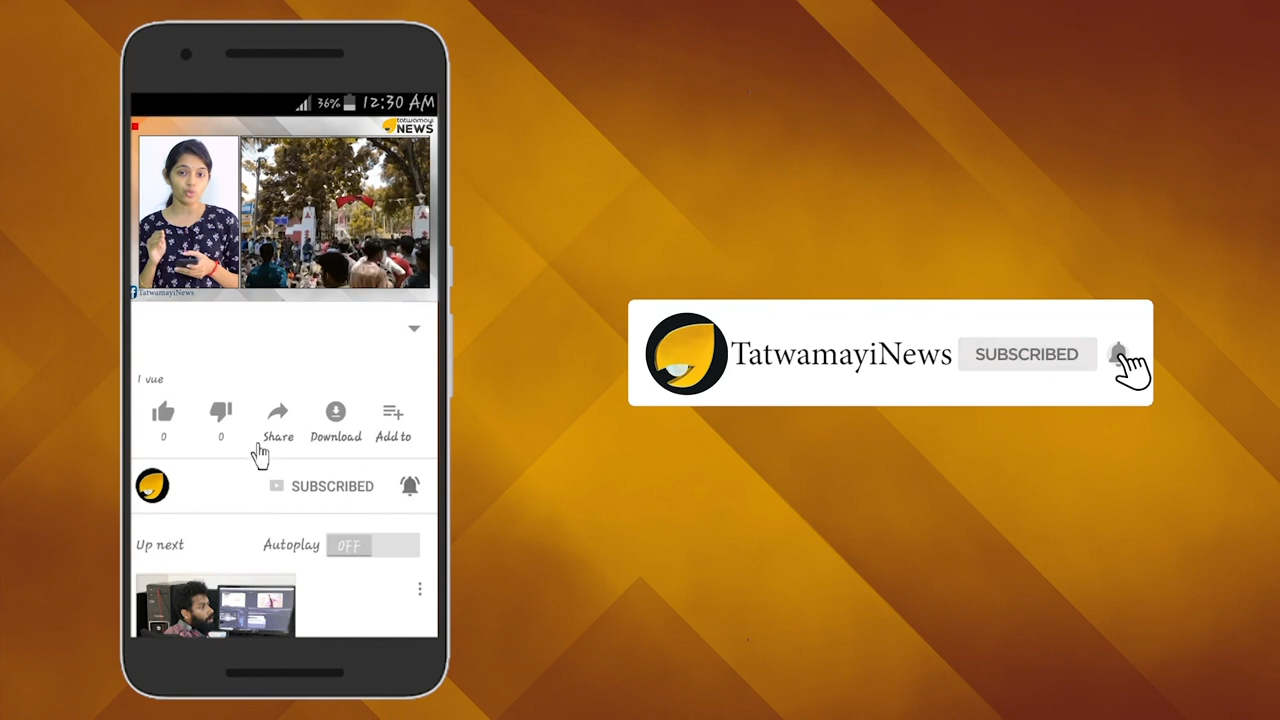 36% 12:30 AM
tatwamayi
NEWS
TatwamayiNews
1 vue
0 0 Share Download Add to
SUBSCRIBED
Up next Autoplay OFF
TatwamayiNews SUBSCRIBED